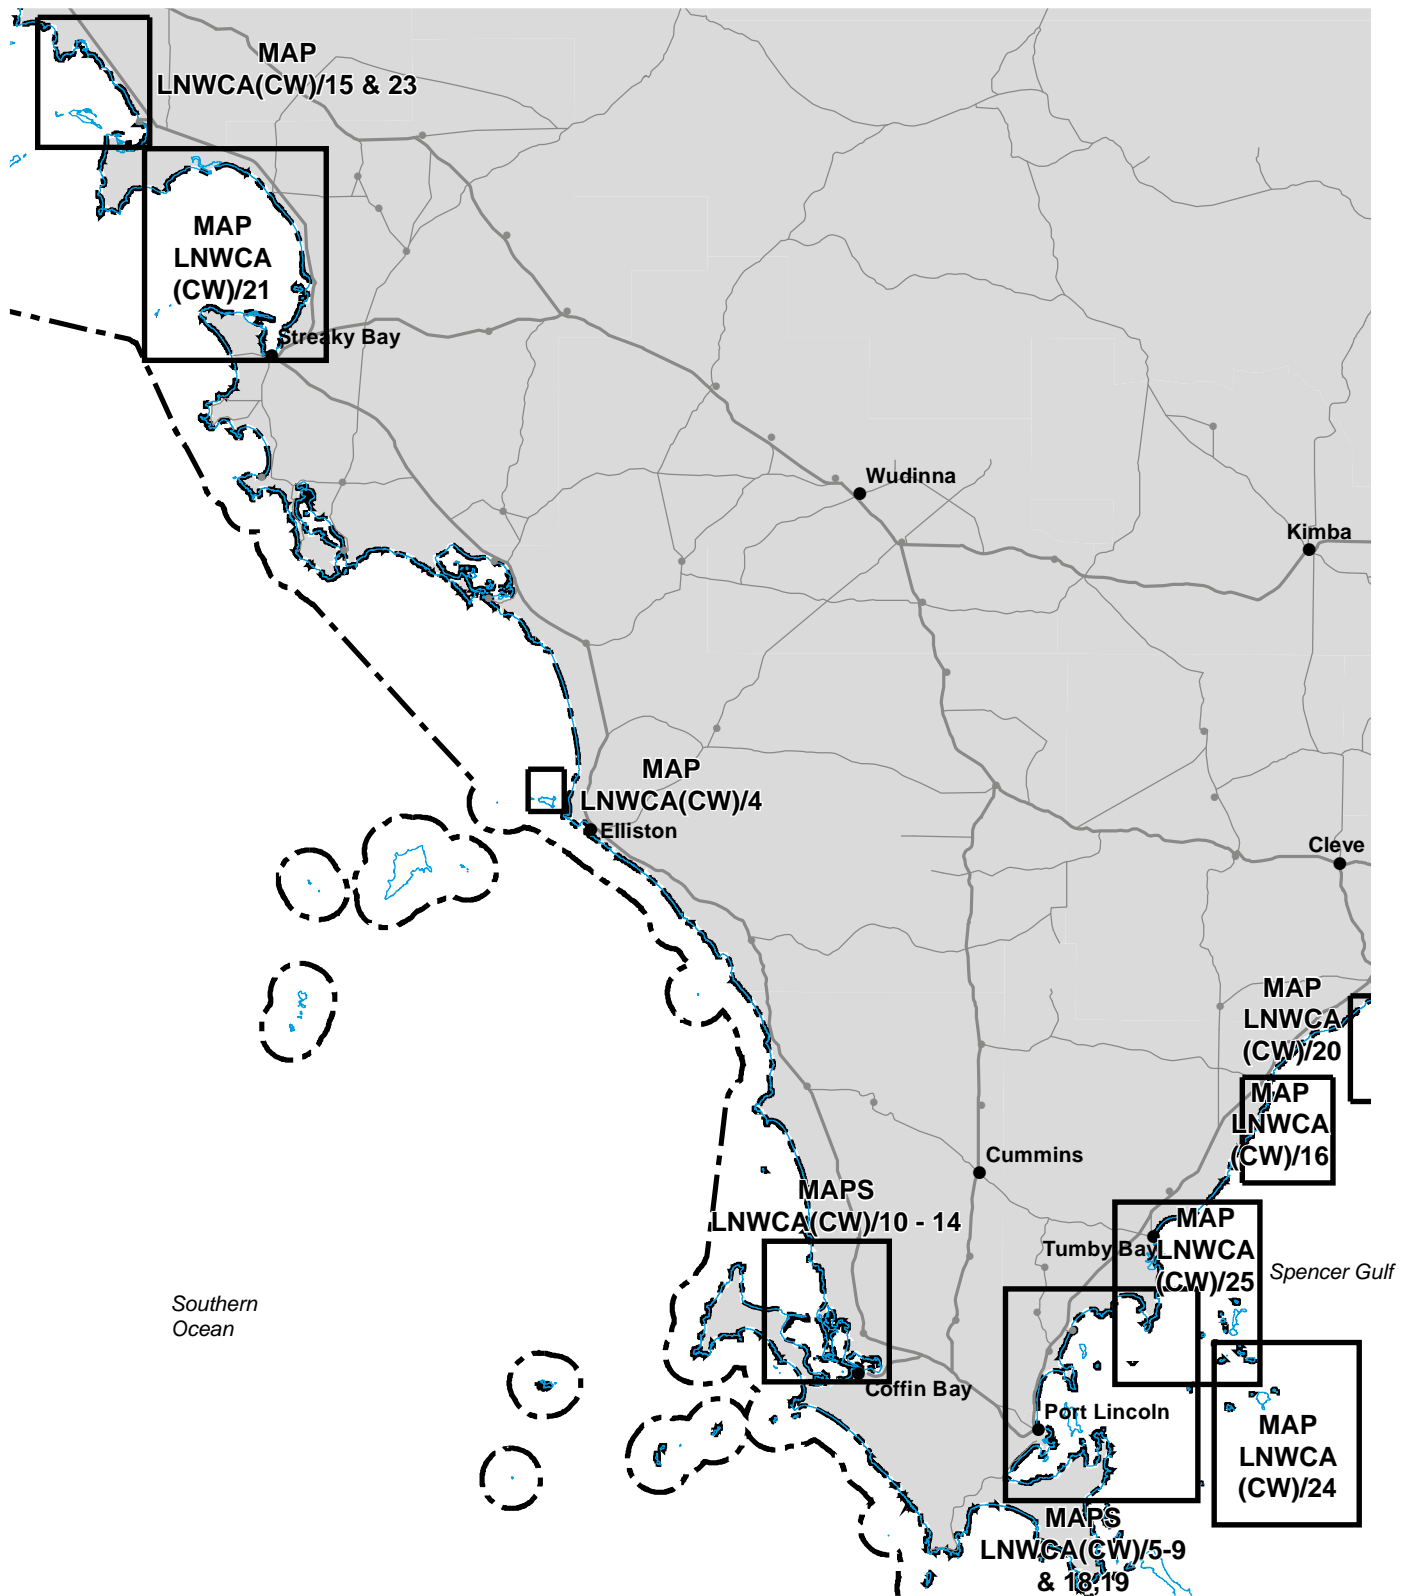 MAP
LNWCA(CW)/15 & 23
MAP
LNWCA
(CW)/21
Streaky Bay
Wudinna
Kimba
MAP
LNWCA(CW)/4
Elliston
Cleve
MAP
LNWCA
(CW)/20
MAP
LNWCA
(CW)/16
Cummins
MAPS
LNWCA(CW)/10 - 14
MAP
LNWCA
(CW)/25
Tumby Bay
Spencer Gulf
Southern
Ocean
Coffin Bay
Port Lincoln
MAP
LNWCA
(CW)/24
MAPS
LNWCA(CW)/5-9
& 18,19